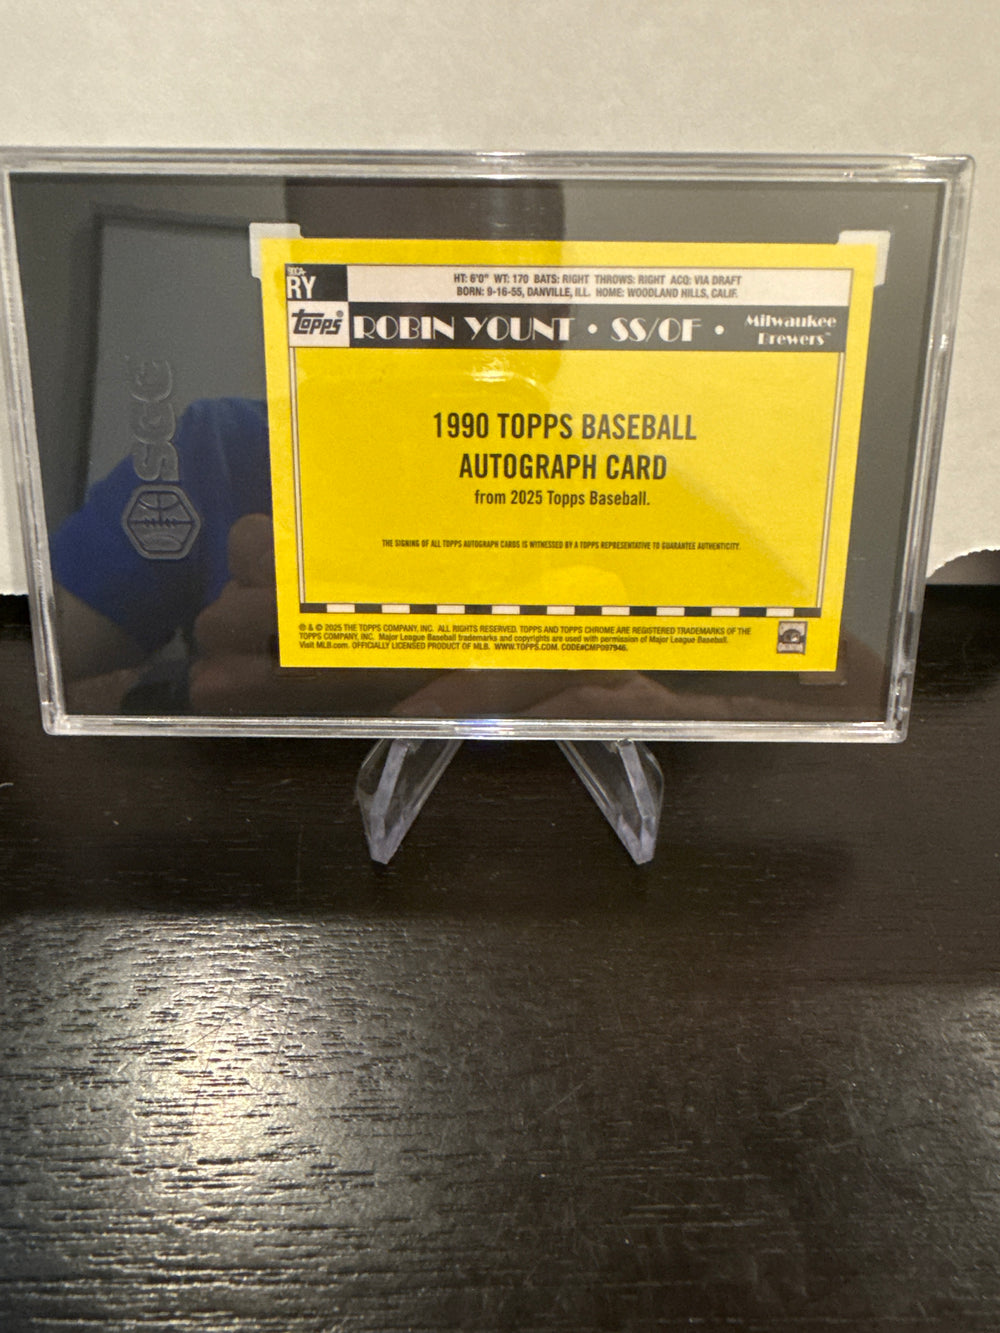 SGC
RY
HT: 6'0" WT: 170 BATS: RIGHT THROWS: RIGHT ACQ: VIA DRAFT
BORN: 9-16-55, DANVILLE, ILL. HOME: WOODLAND HILLS, CALIF.
Topps®
ROBIN YOUNT • SS/OF •
Milwaukee
Brewers™
1990 TOPPS BASEBALL
AUTOGRAPH CARD
from 2025 Topps Baseball.
THE SIGNING OF ALL TOPPS AUTOGRAPH CARDS IS WITNESSED BY A TOPPS REPRESENTATIVE TO GUARANTEE AUTHENTICITY.
® & © 2025 THE TOPPS COMPANY, INC. ALL RIGHTS RESERVED. TOPPS AND TOPPS CHROME ARE REGISTERED TRADEMARKS OF THE
TOPPS COMPANY, INC. Major League Baseball trademarks and copyrights are used with permission of Major League Baseball.
Visit MLB.com. OFFICIALLY LICENSED PRODUCT OF MLB. WWW.TOPPS.COM. CODE#CMP097946.